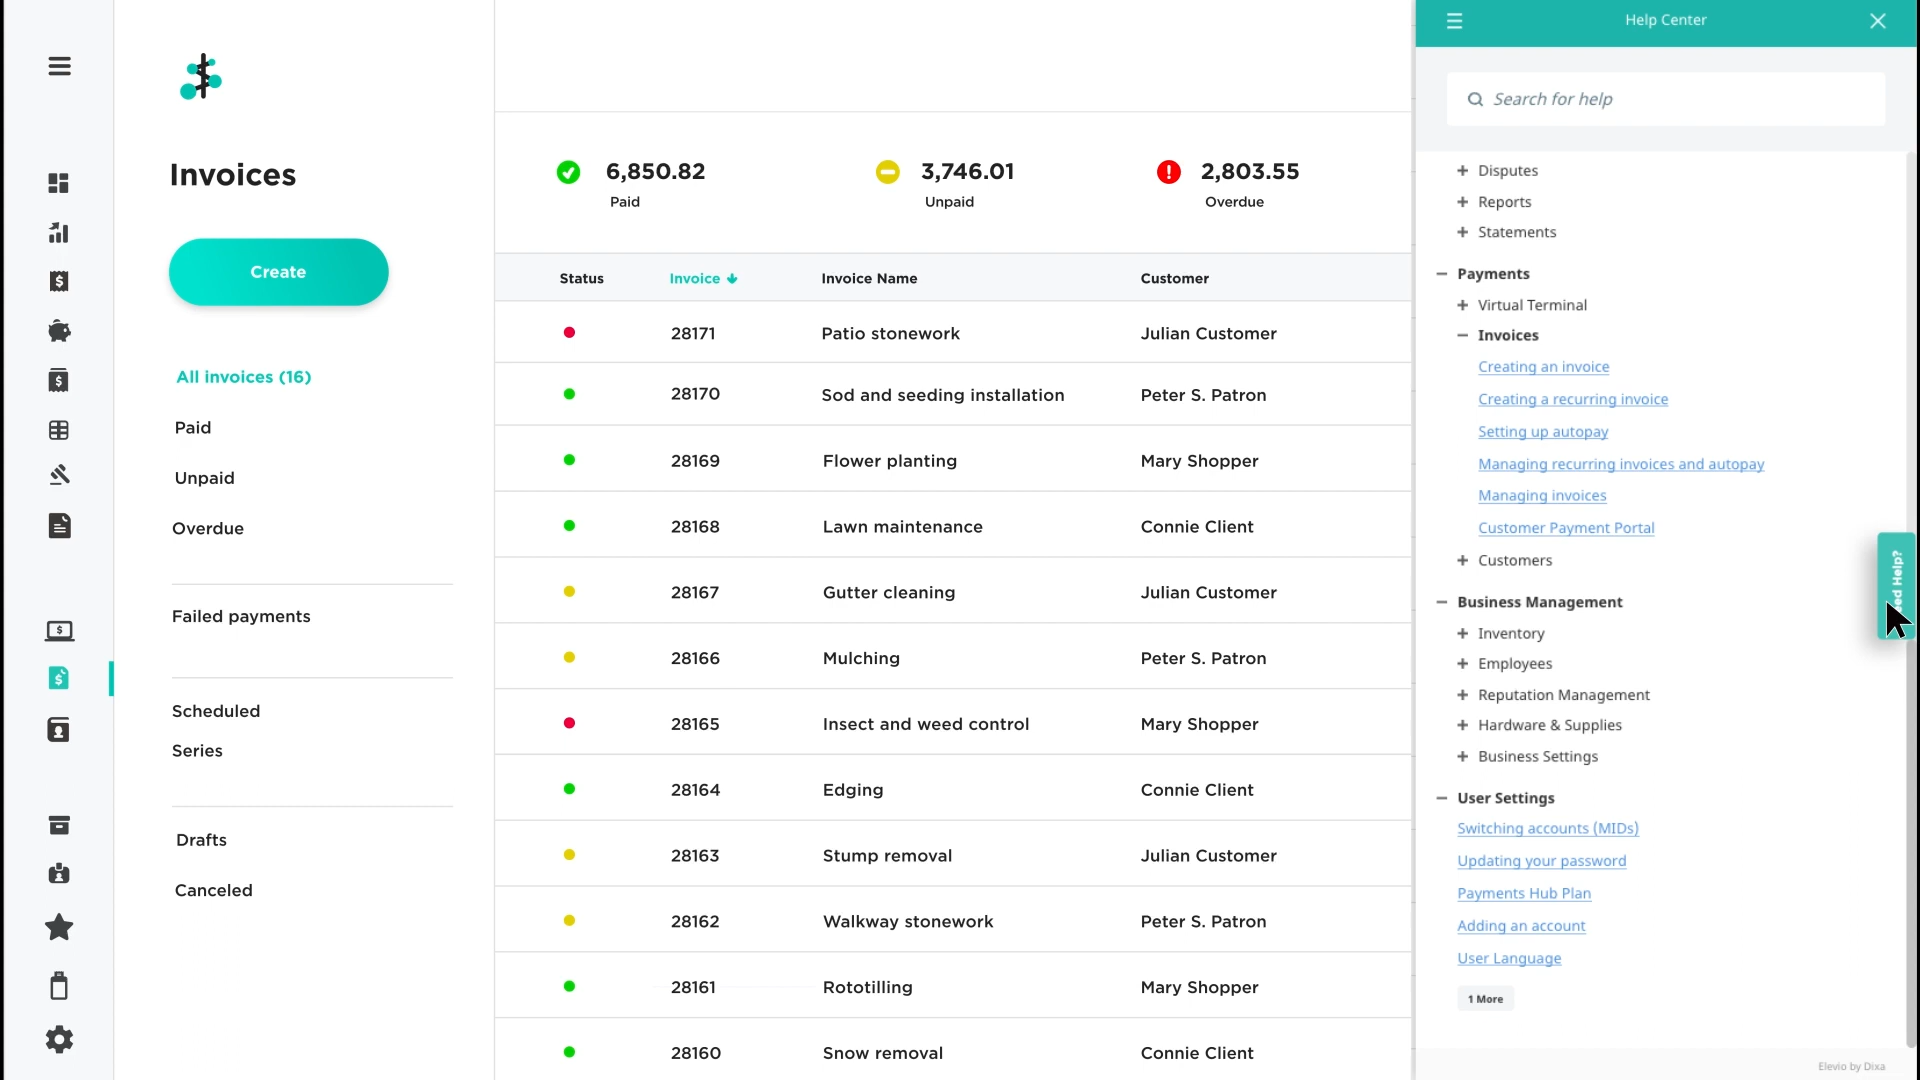 Invoices
Create
All invoices (16)
Paid
Unpaid
Overdue
Failed payments
Scheduled
Series
Drafts
Canceled
6,850.82
Paid
3,746.01
Unpaid
2,803.55
Overdue
Status Invoice Invoice Name Customer
28171 Patio stonework Julian Customer
28170 Sod and seeding installation Peter S. Patron
28169 Flower planting Mary Shopper
28168 Lawn maintenance Connie Client
28167 Gutter cleaning Julian Customer
28166 Mulching Peter S. Patron
28165 Insect and weed control Mary Shopper
28164 Edging Connie Client
28163 Stump removal Julian Customer
28162 Walkway stonework Peter S. Patron
28161 Rototilling Mary Shopper
28160 Snow removal Connie Client
Help Center
Search for help
Disputes
Reports
Statements
Payments
Virtual Terminal
Invoices
Creating an invoice
Creating a recurring invoice
Setting up autopay
Managing recurring invoices and autopay
Managing invoices
Customer Payment Portal
Customers
Business Management
Inventory
Employees
Reputation Management
Hardware & Supplies
Business Settings
User Settings
Switching accounts (MIDs)
Updating your password
Payments Hub Plan
Adding an account
User Language
1 More
Help?
Elevio by Dixa